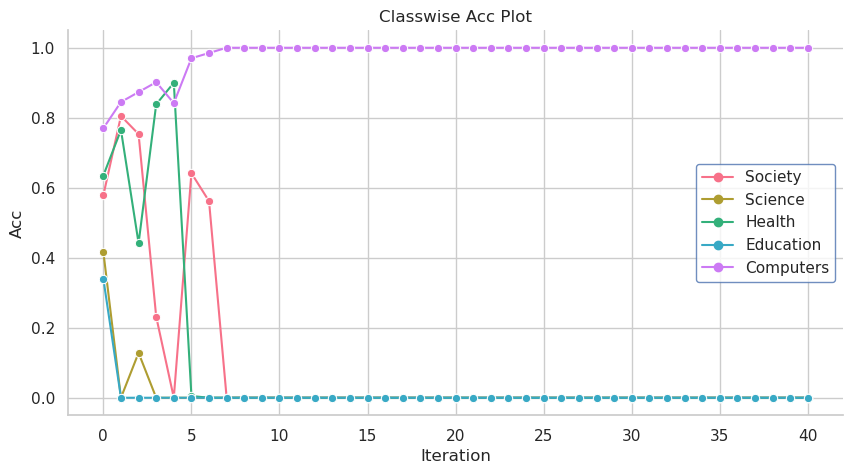 Classwise Acc Plot
Acc
1.0
0.8
0.6
0.4
0.2
0.0
Society
Science
Health
Education
Computers
0 5 10 15 20 25 30 35 40
Iteration